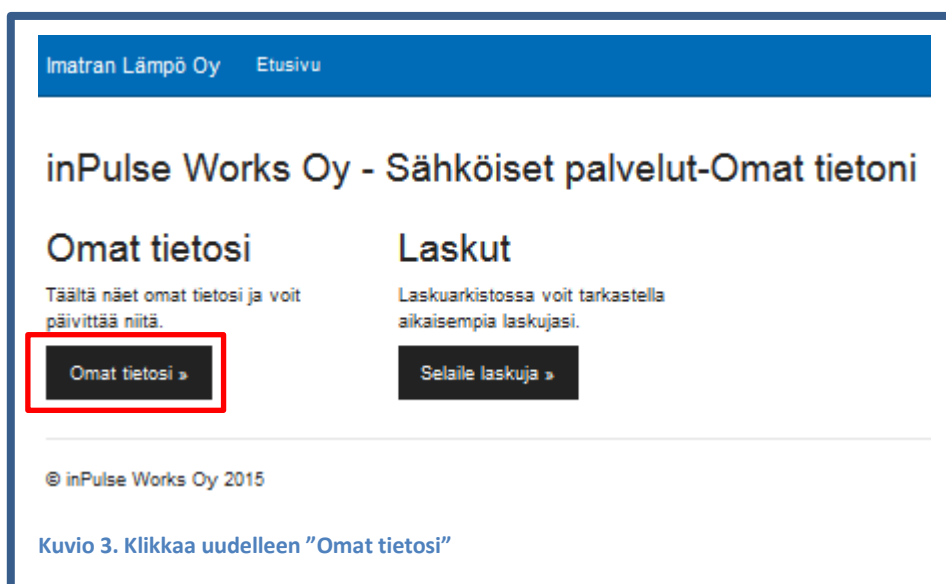 Imatran Lämpö Oy Etusivu
inPulse Works Oy - Sähköiset palvelut-Omat tietoni
Omat tietosi
Täältä näet omat tietosi ja voit
päivittää niitä.
Omat tietosi »
Laskut
Laskuarkistossa voit tarkastella
aikaisempia laskujasi.
Selaile laskuja »
© inPulse Works Oy 2015
Kuvio 3. Klikkaa uudelleen ”Omat tietosi”